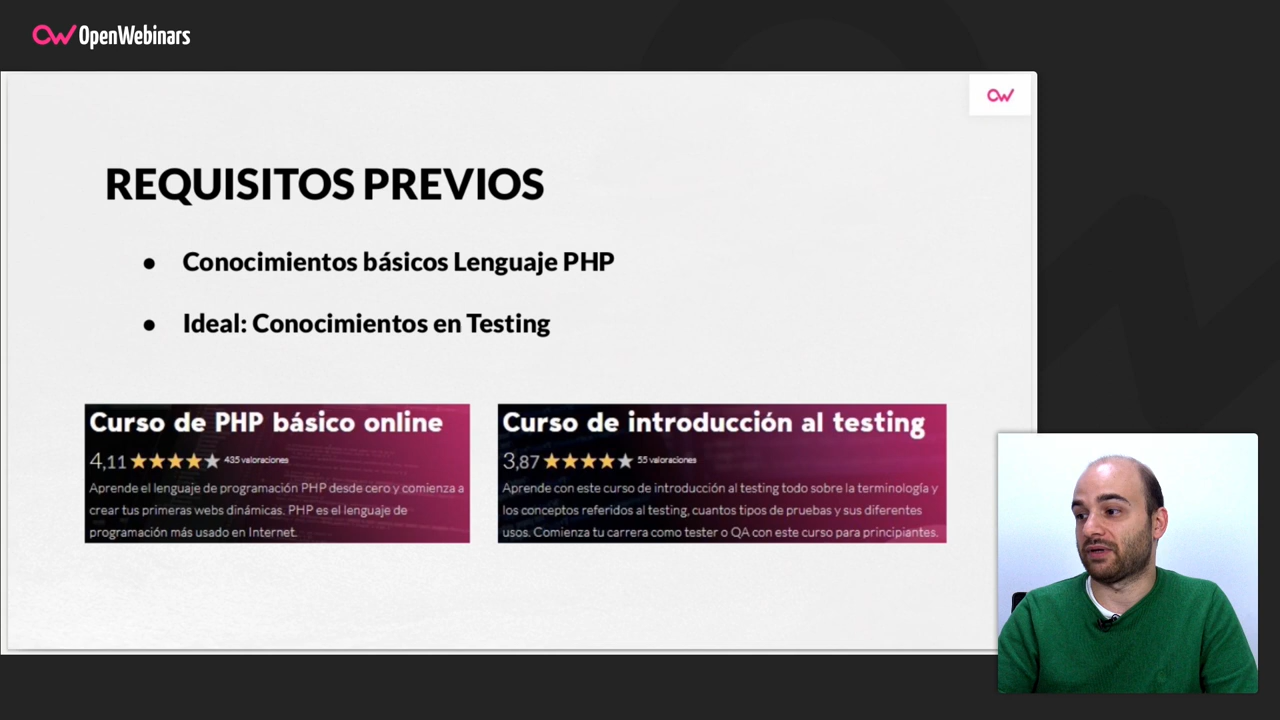 OpenWebinars
REQUISITOS PREVIOS
● Conocimientos básicos Lenguaje PHP
● Ideal: Conocimientos en Testing
Curso de PHP básico online
4,11 ★★★★★ 435 valoraciones
Aprende el lenguaje de programación PHP desde cero y comienza a
crear tus primeras webs dinámicas. PHP es el lenguaje de
programación más usado en Internet.
Curso de introducción al testing
3,87 ★★★★★ 55 valoraciones
Aprende con este curso de introducción al testing todo sobre la terminología y
los conceptos referidos al testing, cuantos tipos de pruebas y sus diferentes
usos. Comienza tu carrera como tester o QA con este curso para principiantes.